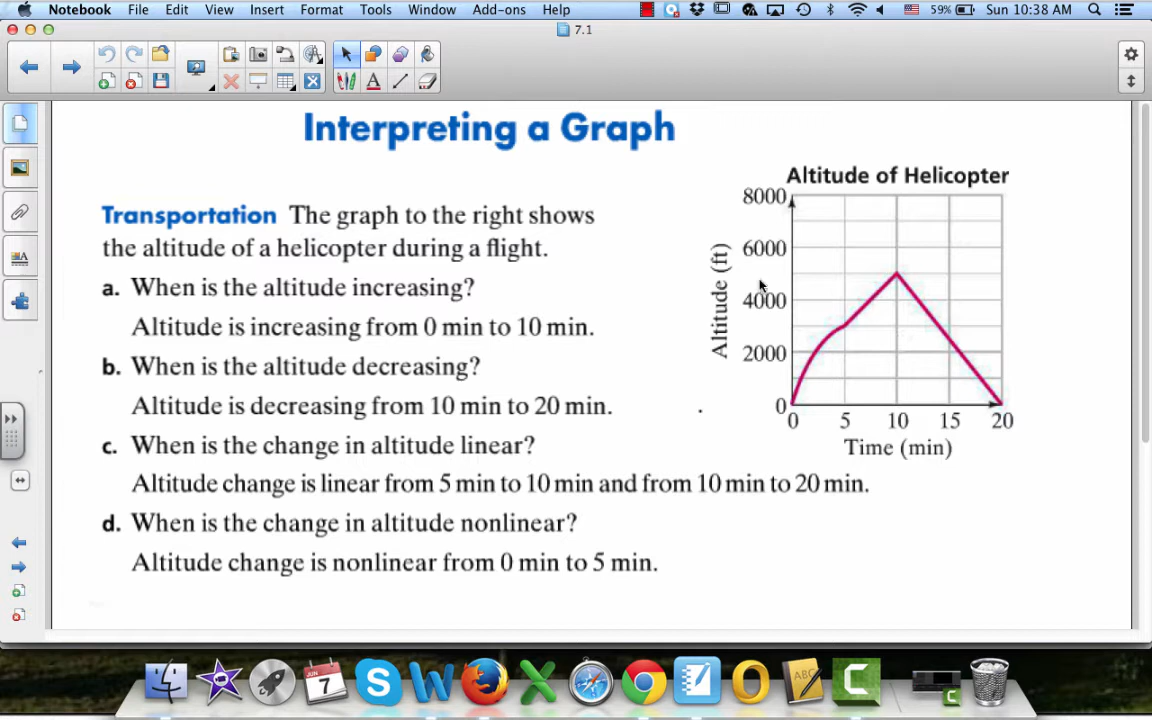 Notebook File Edit View Insert Format Tools Window Add-ons Help 59% Sun 10:38 AM
7.1
Interpreting a Graph
Transportation The graph to the right shows
the altitude of a helicopter during a flight.
a. When is the altitude increasing?
Altitude is increasing from 0 min to 10 min.
b. When is the altitude decreasing?
Altitude is decreasing from 10 min to 20 min.
c. When is the change in altitude linear?
Altitude change is linear from 5 min to 10 min and from 10 min to 20 min.
d. When is the change in altitude nonlinear?
Altitude change is nonlinear from 0 min to 5 min.
Altitude of Helicopter
Altitude (ft)
8000
6000
4000
2000
0
0 5 10 15 20
Time (min)
JUN
7